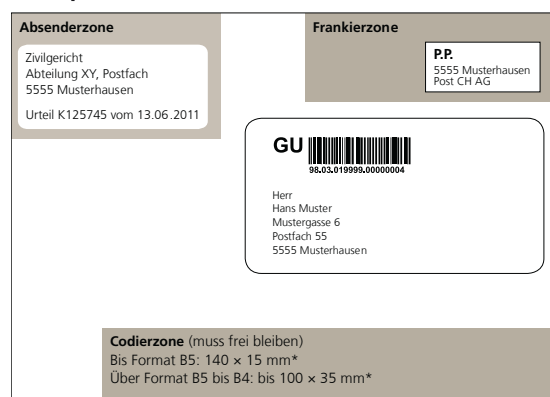 Absenderzone
Zivilgericht
Abteilung XY, Postfach
5555 Musterhausen
Urteil K125745 vom 13.06.2011
Frankierzone
P.P.
5555 Musterhausen
Post CH AG
GU
98.03.019999.00000004
Herr
Hans Muster
Mustergasse 6
Postfach 55
5555 Musterhausen
Codierzone (muss frei bleiben)
Bis Format B5: 140 × 15 mm*
Über Format B5 bis B4: bis 100 × 35 mm*